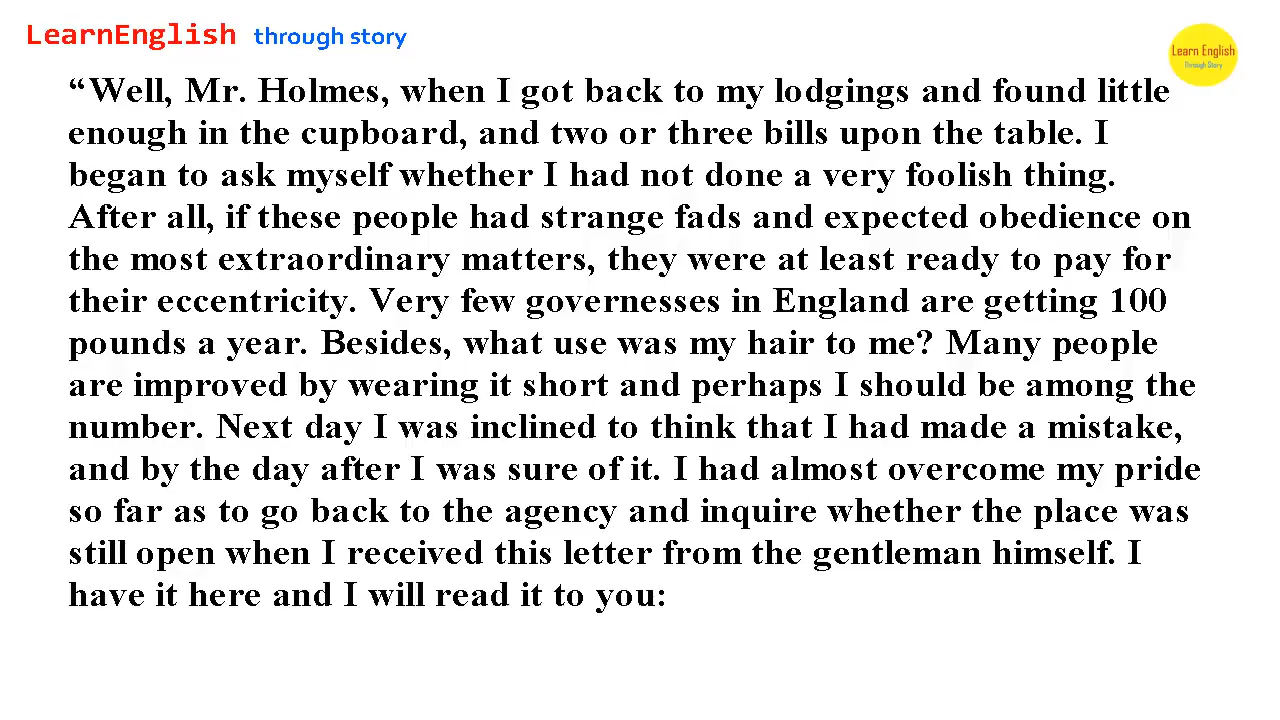 LearnEnglish through story
Learn English
Through Story
“Well, Mr. Holmes, when I got back to my lodgings and found little
enough in the cupboard, and two or three bills upon the table. I
began to ask myself whether I had not done a very foolish thing.
After all, if these people had strange fads and expected obedience on
the most extraordinary matters, they were at least ready to pay for
their eccentricity. Very few governesses in England are getting 100
pounds a year. Besides, what use was my hair to me? Many people
are improved by wearing it short and perhaps I should be among the
number. Next day I was inclined to think that I had made a mistake,
and by the day after I was sure of it. I had almost overcome my pride
so far as to go back to the agency and inquire whether the place was
still open when I received this letter from the gentleman himself. I
have it here and I will read it to you: